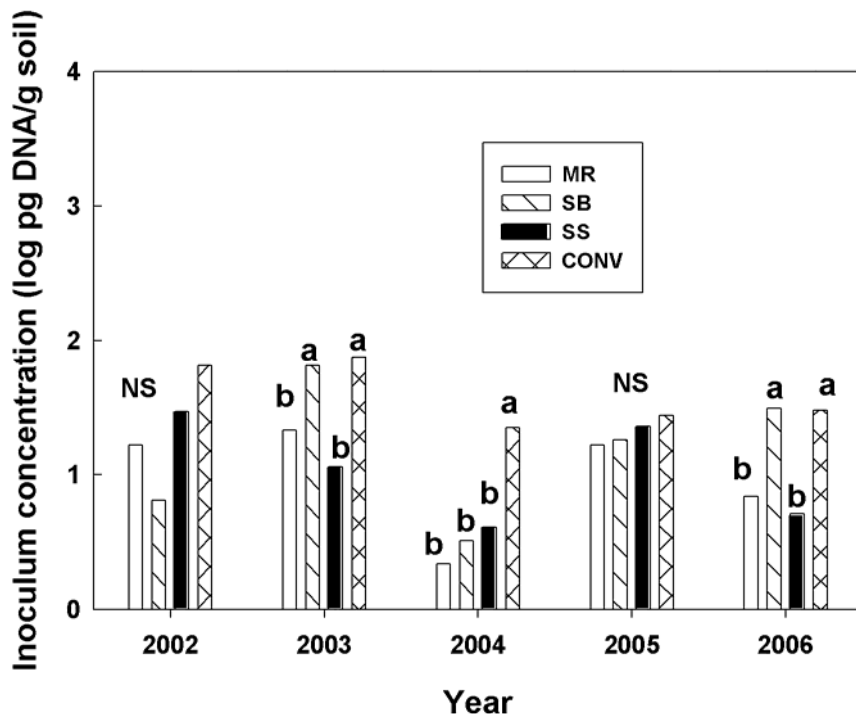 Inoculum concentration (log pg DNA/g soil)
4
3
2
1
0
MR
SB
SS
CONV
NS
b
a
b
a
b
b
b
a
NS
b
a
b
a
2002
2003
2004
2005
2006
Year